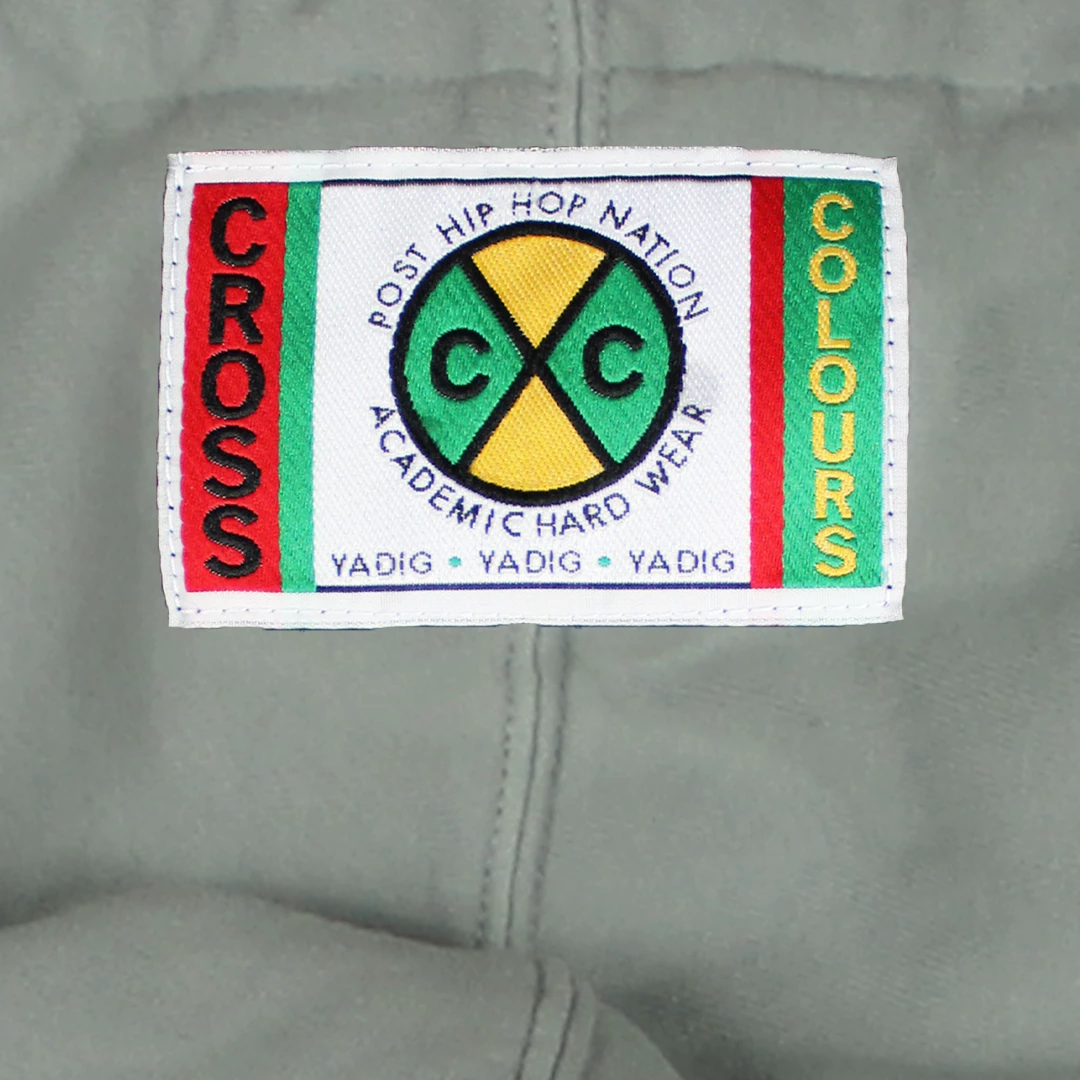 CROSS
POST HIP HOP NATION
C C
ACADEMIC HARD WEAR
YADIG • YADIG • YADIG
COLOURS